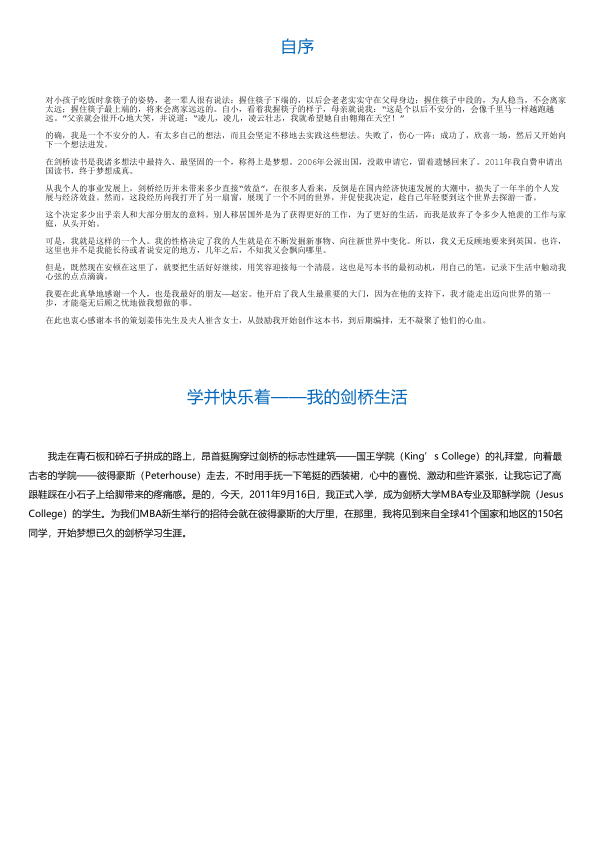 自序
对小孩子吃饭时拿筷子的姿势，老一辈人很有说法：握住筷子下端的，以后会老老实实守在父母身边；握住筷子中段的，为人稳当，不会离家
太远；握住筷子最上端的，将来会离家远远的。自小，看着我握筷子的样子，母亲就说我："这是个以后不安分的，会像千里马一样越跑越
远。"父亲就会很开心地大笑，并说道："凌儿，凌儿，凌云壮志，我就希望她自由翱翔在天空！"
的确，我是一个不安分的人，有太多自己的想法，而且会坚定不移地去实践这些想法。失败了，伤心一阵；成功了，欣喜一场，然后又开始向
下一个想法进发。
在剑桥读书是我诸多想法中最持久、最坚固的一个，称得上是梦想。2006年公派出国，没敢申请它，留着遗憾回来了。2011年我自费申请出
国读书，终于梦想成真。
从我个人的事业发展上，剑桥经历并未带来多少直接"效益"，在很多人看来，反倒是在国内经济快速发展的大潮中，损失了一年半的个人发
展与经济效益。然而，这段经历向我打开了另一扇窗，展现了一个不同的世界，并促使我决定，趁自己年轻要到这个世界去探游一番。
这个决定多少出乎亲人和大部分朋友的意料。别人移居国外是为了获得更好的工作，为了更好的生活，而我是放弃了令多少人艳羡的工作与家
庭，从头开始。
可是，我就是这样的一个人。我的性格决定了我的人生就是在不断发掘新事物、向往新世界中变化。所以，我义无反顾地要来到英国。也许，
这里也并不是我能长待或者说安定的地方，几年之后，不知我又会飘向哪里。
但是，既然现在安顿在这里了，就要把生活好好继续，用笑容迎接每一个清晨。这也是写本书的最初动机，用自己的笔，记录下生活中触动我
心弦的点点滴滴。
我要在此真挚地感谢一个人，也是我最好的朋友——赵宏。他开启了我人生最重要的大门，因为在他的支持下，我才能走出迈向世界的第一
步，才能毫无后顾之忧地做我想做的事。
在此也衷心感谢本书的策划姜伟先生及夫人崔含女士，从鼓励我开始创作这本书，到后期编排，无不凝聚了他们的心血。
学并快乐着——我的剑桥生活
我走在青石板和碎石子拼成的路上，昂首挺胸穿过剑桥的标志性建筑——国王学院（King's College）的礼拜堂，向着最
古老的学院——彼得豪斯（Peterhouse）走去，不时用手抚一下笔挺的西装裙，心中的喜悦、激动和些许紧张，让我忘记了高
跟鞋踩在小石子上给脚带来的疼痛感。是的，今天，2011年9月16日，我正式入学，成为剑桥大学MBA专业及耶稣学院（Jesus
College）的学生。为我们MBA新生举行的招待会就在彼得豪斯的大厅里，在那里，我将见到来自全球41个国家和地区的150名
同学，开始梦想已久的剑桥学习生涯。